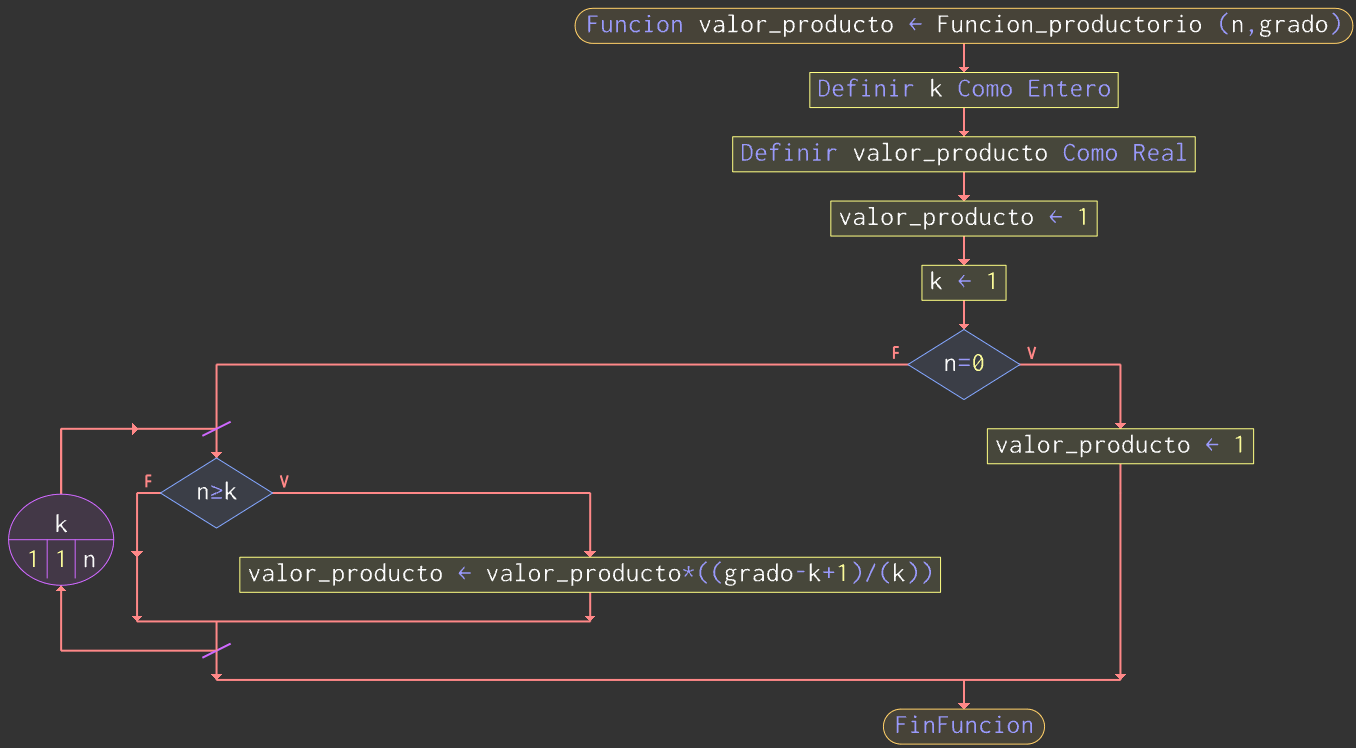 Funcion valor_producto ← Funcion_productorio (n,grado)
Definir k Como Entero
Definir valor_producto Como Real
valor_producto ← 1
k ← 1
F
n=0
V
valor_producto ← 1
F
n≥k
V
k
1 1 n
valor_producto ← valor_producto*((grado-k+1)/(k))
FinFuncion